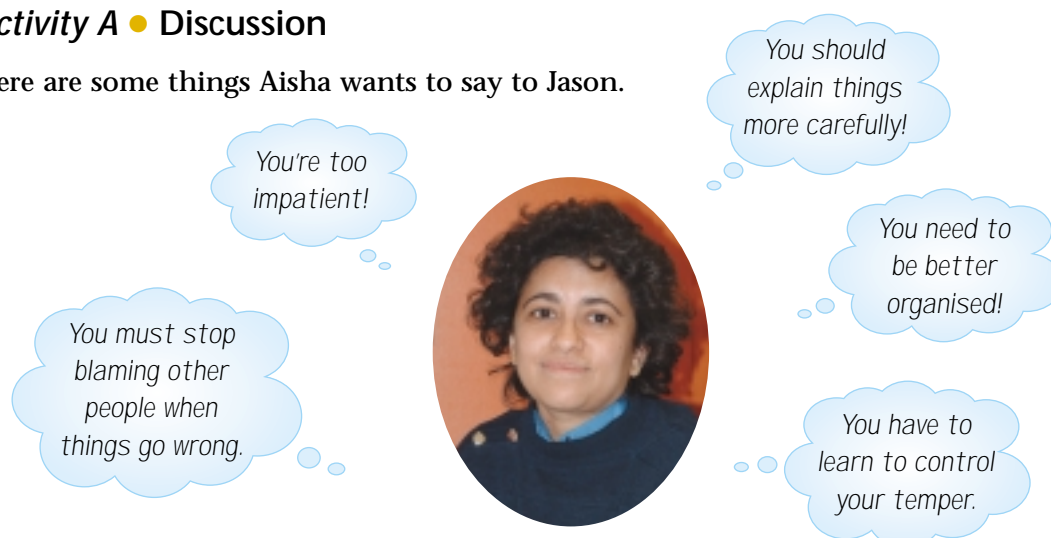 ctivity A ● Discussion
ere are some things Aisha wants to say to Jason.
You should
explain things
more carefully!
You're too
impatient!
You need to
be better
organised!
You must stop
blaming other
people when
things go wrong.
You have to
learn to control
your temper.